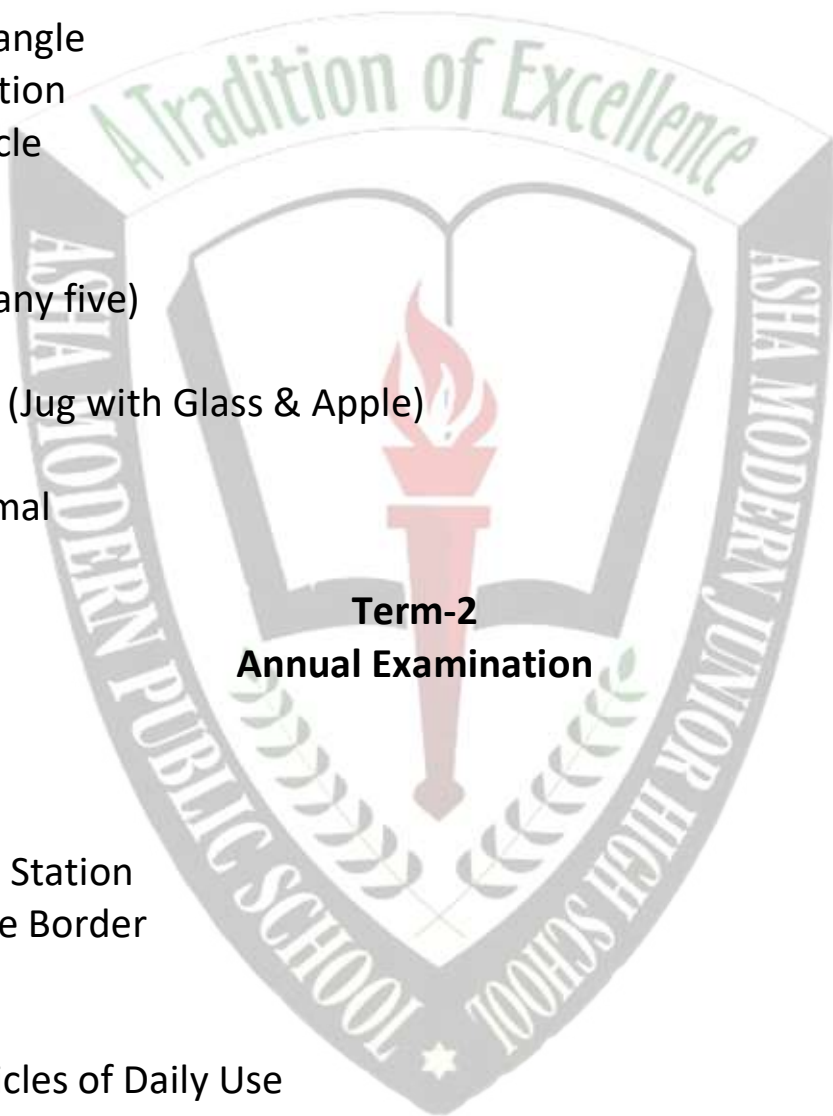 angle
tion
cle
any five)
(Jug with Glass & Apple)
mal
Term-2
Annual Examination
Station
e Border
icles of Daily Use
A Tradition of Excellence
ASHA MODERN PUBLIC SCHOOL
ASHA MODERN JUNIOR HIGH SCHOOL